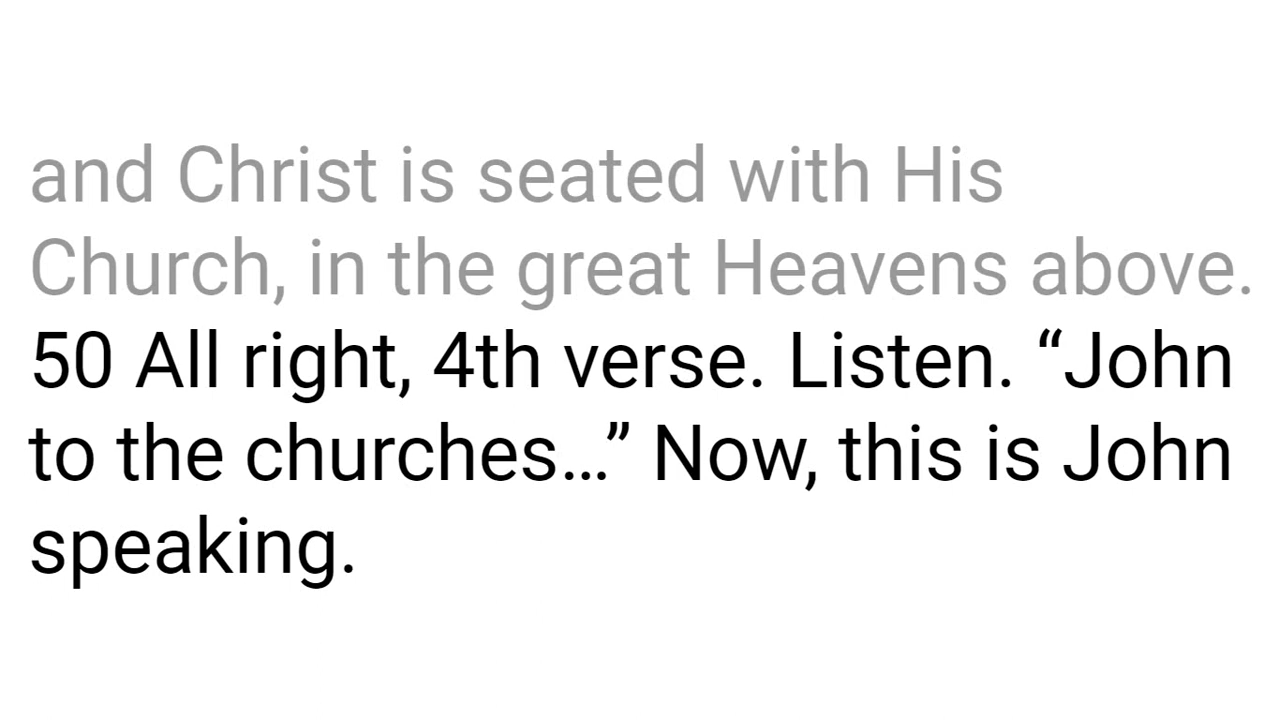 and Christ is seated with His
Church, in the great Heavens above.
50 All right, 4th verse. Listen. “John
to the churches…” Now, this is John
speaking.